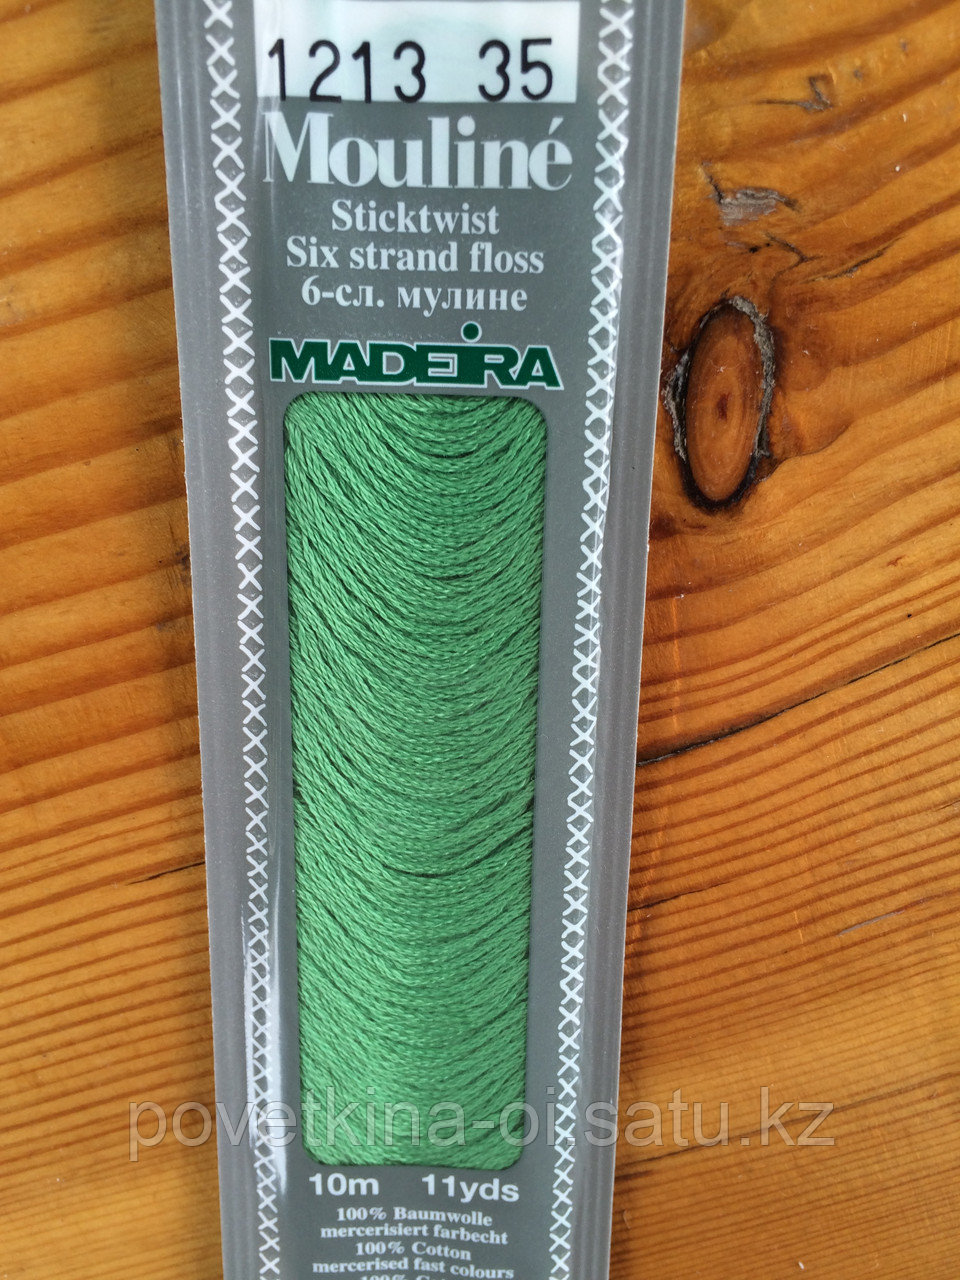 1213 35
Mouliné
Sticktwist
Six strand floss
6-сл. мулине
MADEIRA
povetkina-oi.satu.kz
10m 11yds
100% Baumwolle
mercerisiert farbecht
100% Cotton
mercerised fast colours
100%